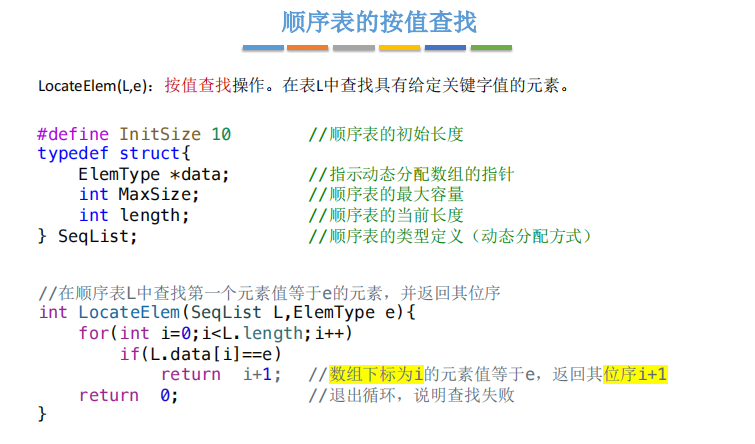 顺序表的按值查找
LocateElem(L,e)：按值查找操作。在表L中查找具有给定关键字值的元素。
#define InitSize 10 //顺序表的初始长度
typedef struct{
ElemType *data; //指示动态分配数组的指针
int MaxSize; //顺序表的最大容量
int length; //顺序表的当前长度
} SeqList; //顺序表的类型定义（动态分配方式）
//在顺序表L中查找第一个元素值等于e的元素，并返回其位序
int LocateElem(SeqList L,ElemType e){
for(int i=0;i<L.length;i++)
if(L.data[i]==e)
return i+1; //数组下标为i的元素值等于e，返回其位序i+1
return 0; //退出循环，说明查找失败
}